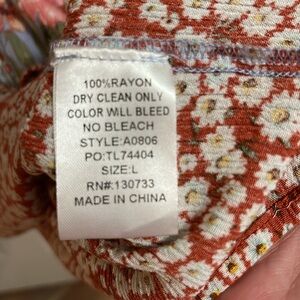 100%RAYON
DRY CLEAN ONLY
COLOR WILL BLEED
NO BLEACH
STYLE:A0806
PO:TL74404
SIZE:L
RN#:130733
MADE IN CHINA